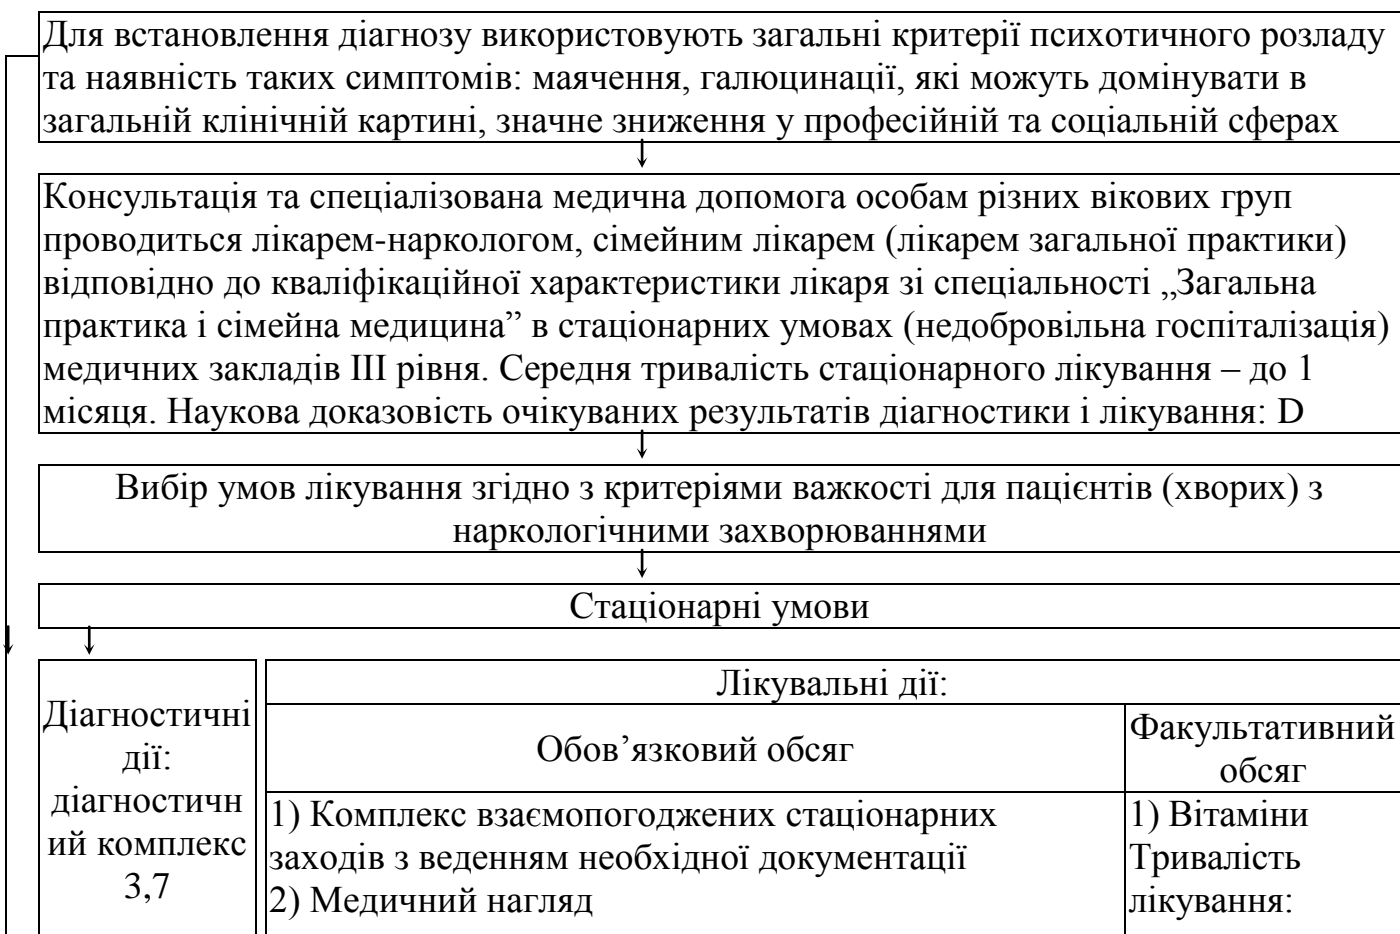 Для встановлення діагнозу використовують загальні критерії психотичного розладу
та наявність таких симптомів: маячення, галюцинації, які можуть домінувати в
загальній клінічній картині, значне зниження у професійній та соціальній сферах
Консультація та спеціалізована медична допомога особам різних вікових груп
проводиться лікарем-наркологом, сімейним лікарем (лікарем загальної практики)
відповідно до кваліфікаційної характеристики лікаря зі спеціальності „Загальна
практика і сімейна медицина” в стаціонарних умовах (недобровільна госпіталізація)
медичних закладів III рівня. Середня тривалість стаціонарного лікування – до 1
місяця. Наукова доказовість очікуваних результатів діагностики і лікування: D
Вибір умов лікування згідно з критеріями важкості для пацієнтів (хворих) з
наркологічними захворюваннями
Стаціонарні умови
Діагностичні
дії:
діагностичн
ий комплекс
3,7
Лікувальні дії:
Обов’язковий обсяг
Факультативний
обсяг
1) Комплекс взаємопогоджених стаціонарних
заходів з веденням необхідної документації
2) Медичний нагляд
1) Вітаміни
Тривалість
лікування: